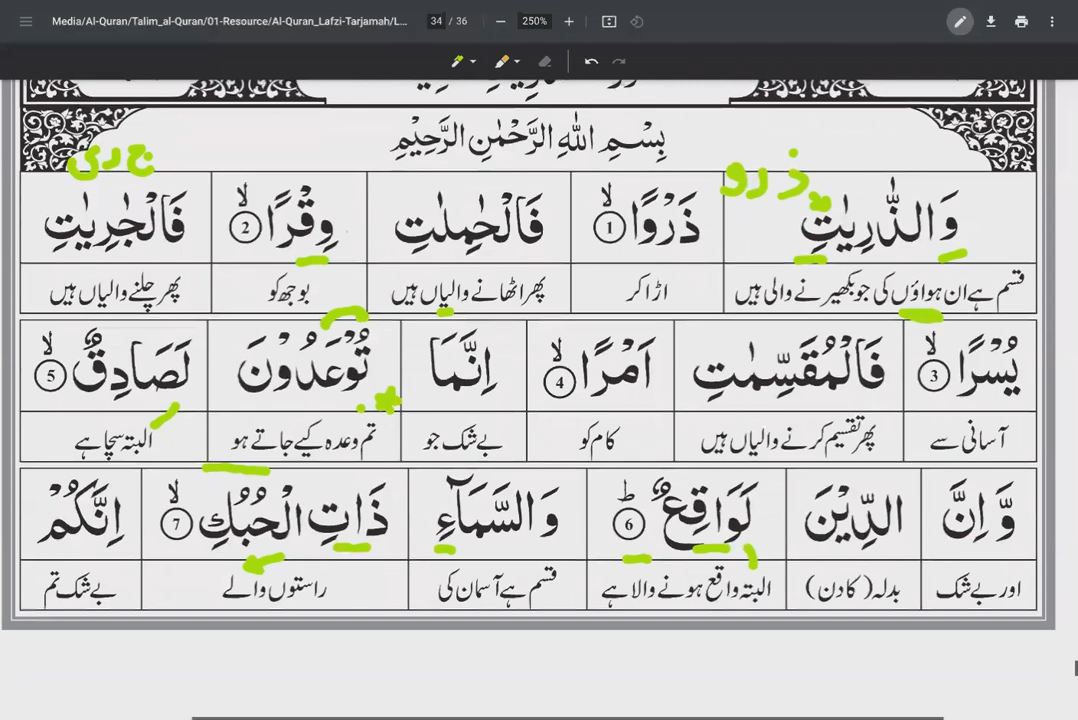 Media/Al-Quran/Talim_al-Quran/01-Resource/Al-Quran_Lafzi-Tarjamah/L... 34 / 36 250%
بِسْمِ اللّٰهِ الرَّحْمٰنِ الرَّحِيْمِ
ذ ر و ج ر ی
وَالذّٰرِيٰتِ ذَرْوًا ۙ﴿1﴾ فَالْحٰمِلٰتِ وِقْرًا ۙ﴿2﴾ فَالْجٰرِيٰتِ
قسم ہے ان ہواؤں کی جو بکھیرنے والی ہیں اڑا کر پھر اٹھانے والیاں ہیں بوجھ کو پھر چلنے والیاں ہیں
يُسْرًا ۙ﴿3﴾ فَالْمُقَسِّمٰتِ اَمْرًا ۙ﴿4﴾ اِنَّمَا تُوْعَدُوْنَ لَصَادِقٌ ۙ﴿5﴾
آسانی سے پھر تقسیم کرنے والیاں ہیں کام کو بے شک جو تم وعدہ کیے جاتے ہو البتہ سچا ہے
وَّاِنَّ الدِّيْنَ لَوَاقِعٌ ؕ﴿6﴾ وَالسَّمَآءِ ذَاتِ الْحُبُكِ ۙ﴿7﴾ اِنَّكُمْ
اور بے شک بدلہ (کا دن) البتہ واقع ہونے والا ہے قسم ہے آسمان کی راستوں والے بے شک تم